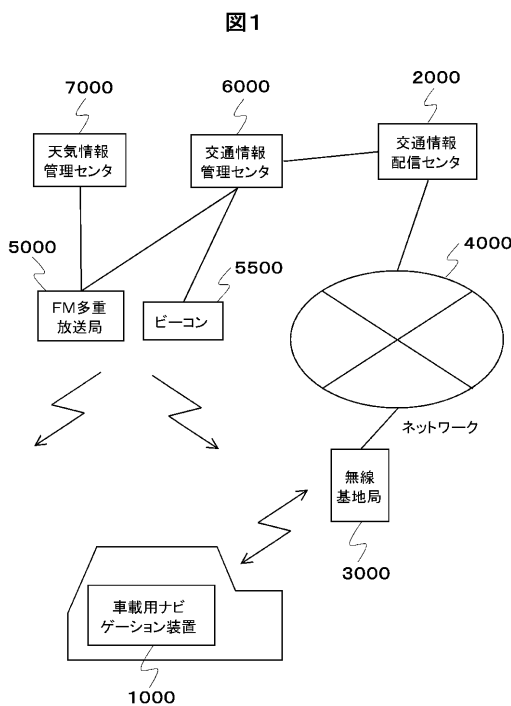 図1
7000
6000
2000
天気情報
管理センタ
交通情報
管理センタ
交通情報
配信センタ
5000
5500
4000
FM多重
放送局
ビーコン
ネットワーク
無線
基地局
3000
車載用ナビ
ゲーション装置
1000